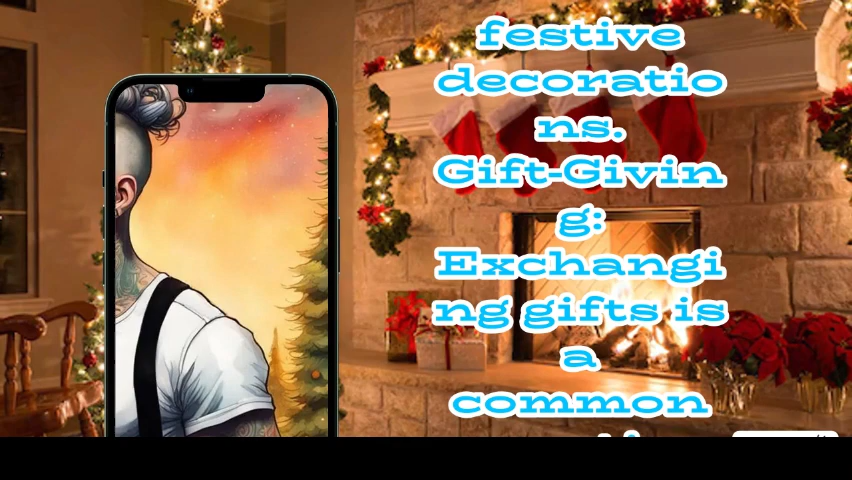 festive
decoratio
ns.
Gift-Givin
g:
Exchangi
ng gifts is
a
common